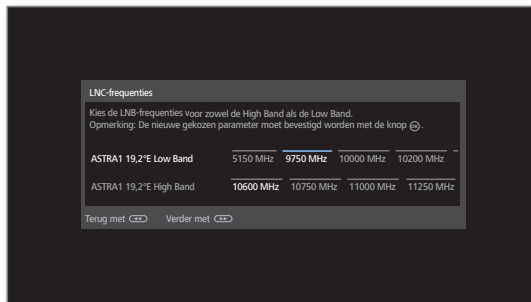 LNC-frequenties
Kies de LNB-frequenties voor zowel de High Band als de Low Band.
Opmerking: De nieuwe gekozen parameter moet bevestigd worden met de knop OK.
ASTRA1 19,2°E Low Band 5150 MHz 9750 MHz 10000 MHz 10200 MHz
ASTRA1 19,2°E High Band 10600 MHz 10750 MHz 11000 MHz 11250 MHz
Terug met Verder met